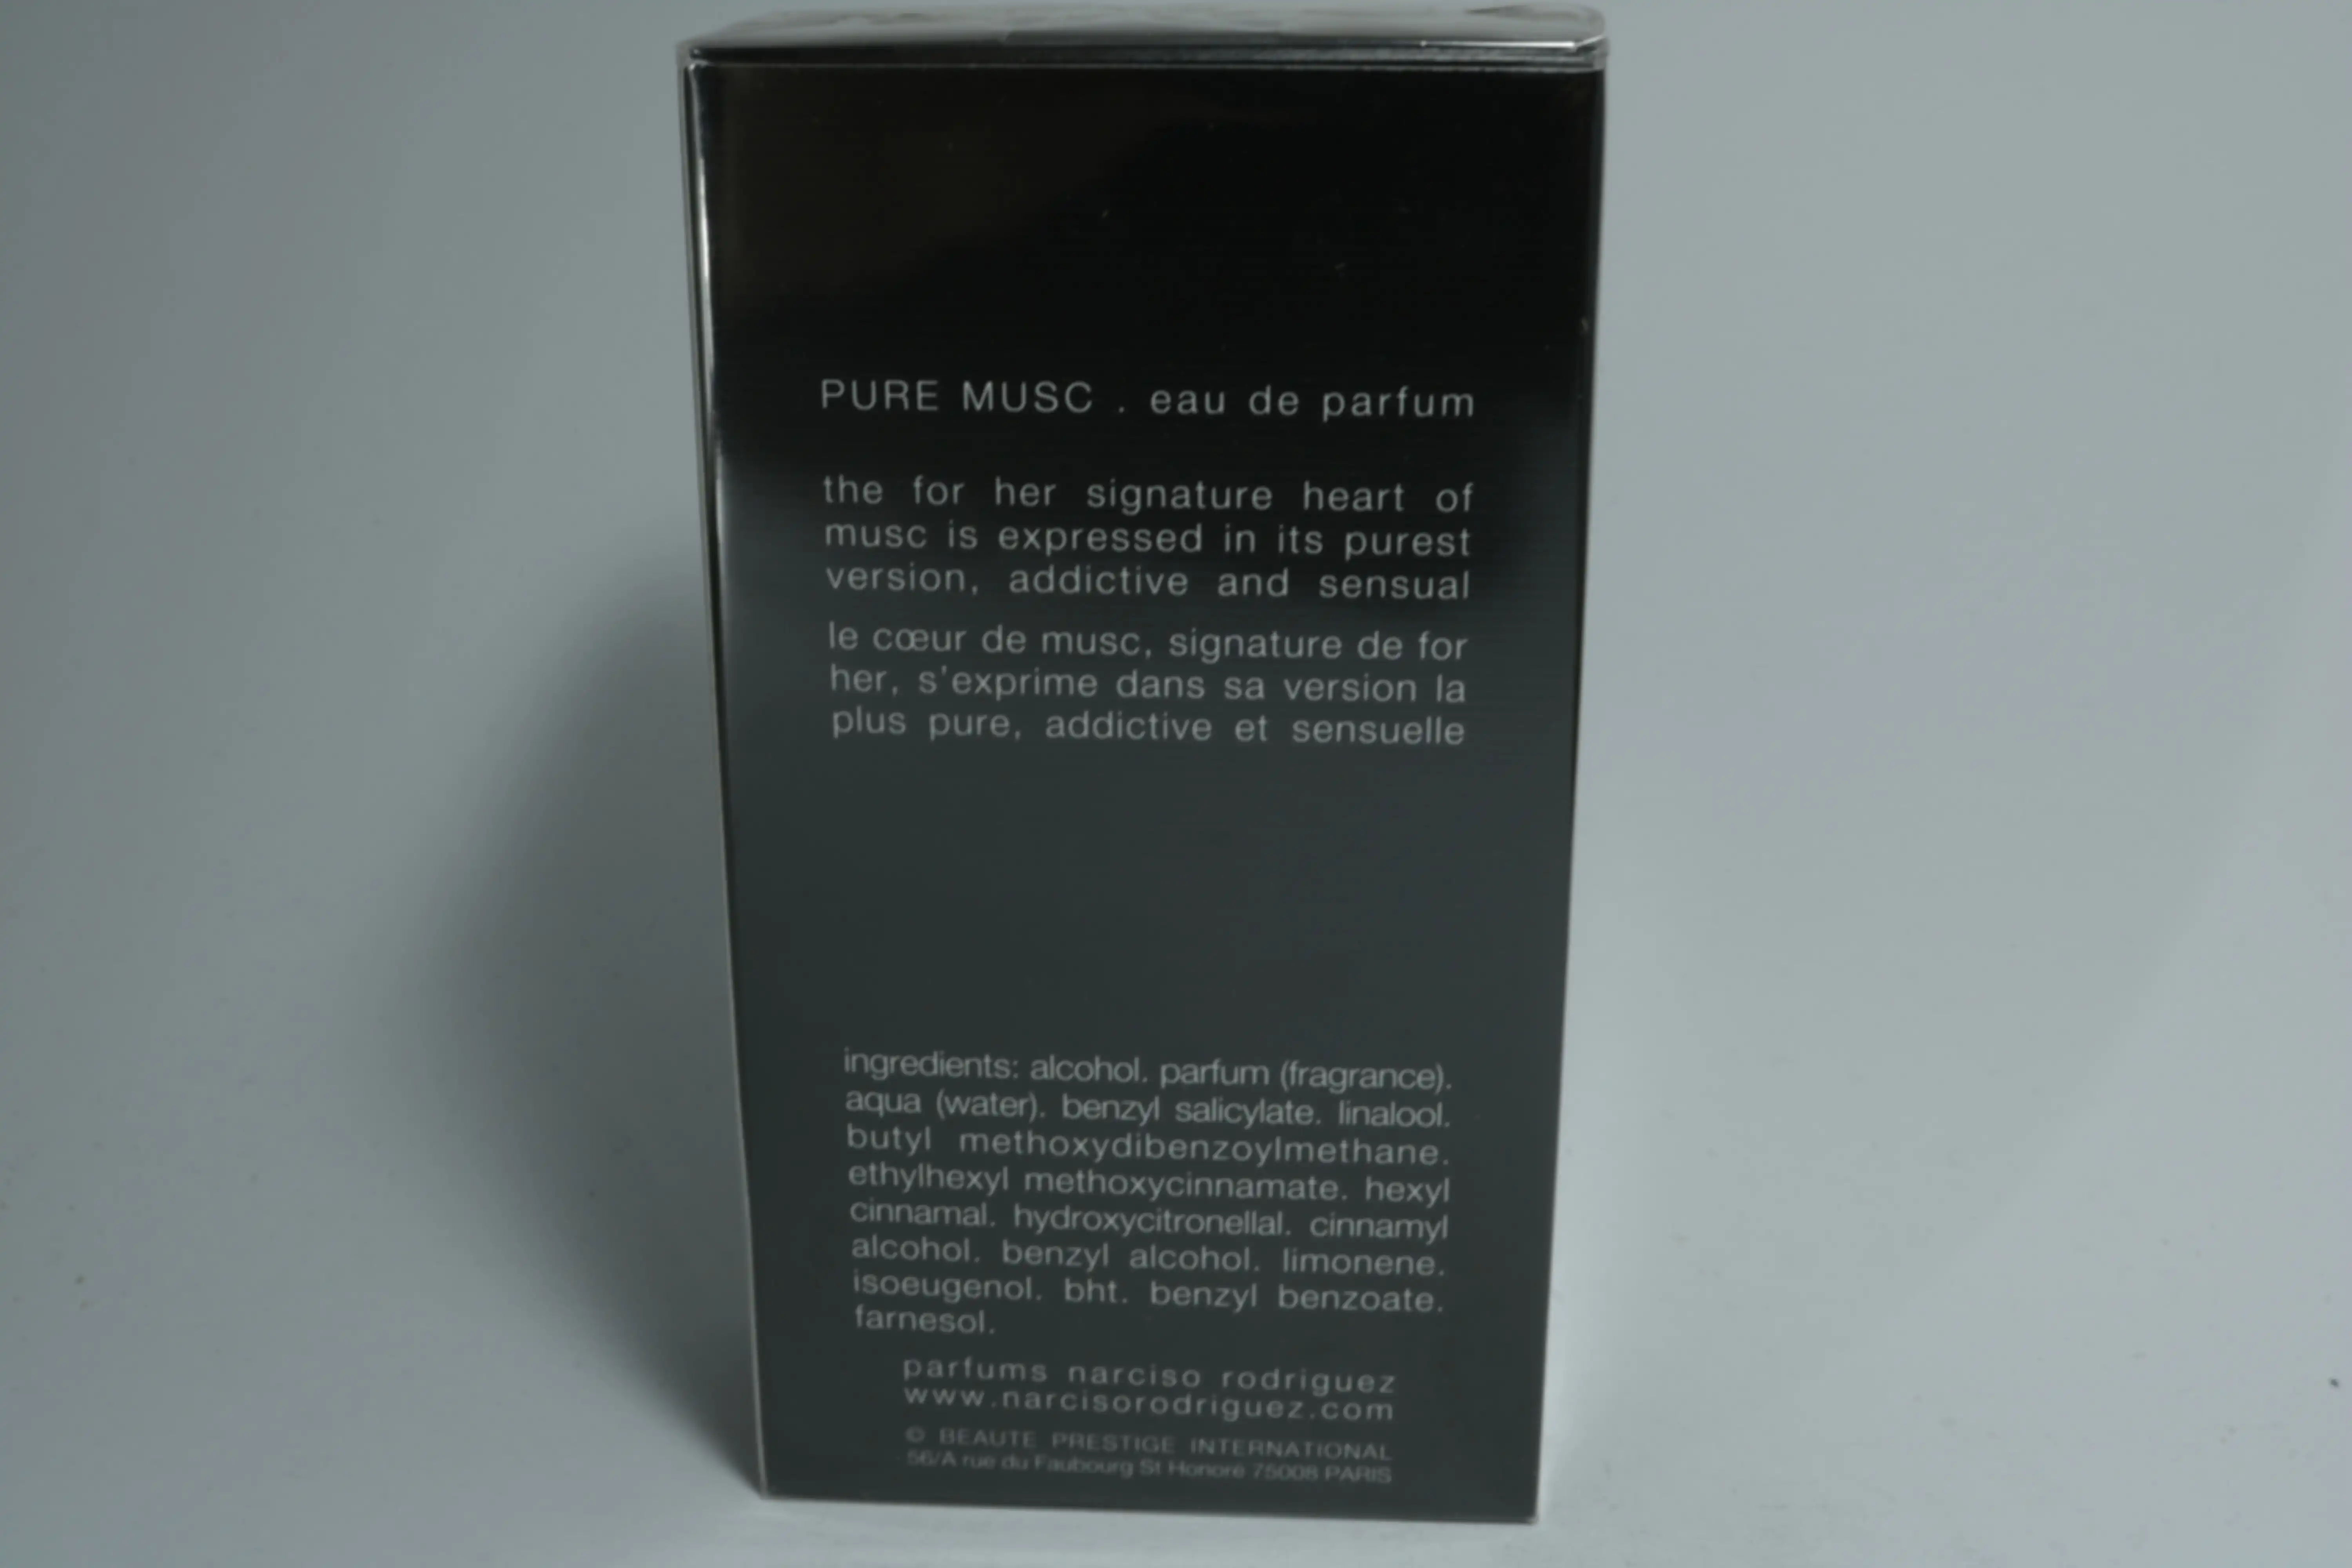 PURE MUSC . eau de parfum
the for her signature heart of
musc is expressed in its purest
version, addictive and sensual
le cœur de musc, signature de for
her, s'exprime dans sa version la
plus pure, addictive et sensuelle
ingredients: alcohol. parfum (fragrance).
aqua (water). benzyl salicylate. linalool.
butyl methoxydibenzoylmethane.
ethylhexyl methoxycinnamate. hexyl
cinnamal. hydroxycitronellal. cinnamyl
alcohol. benzyl alcohol. limonene.
isoeugenol. bht. benzyl benzoate.
farnesol.
parfums narciso rodriguez
www.narcisorodriguez.com
© BEAUTE PRESTIGE INTERNATIONAL
56/A rue du Faubourg St Honoré 75008 PARIS